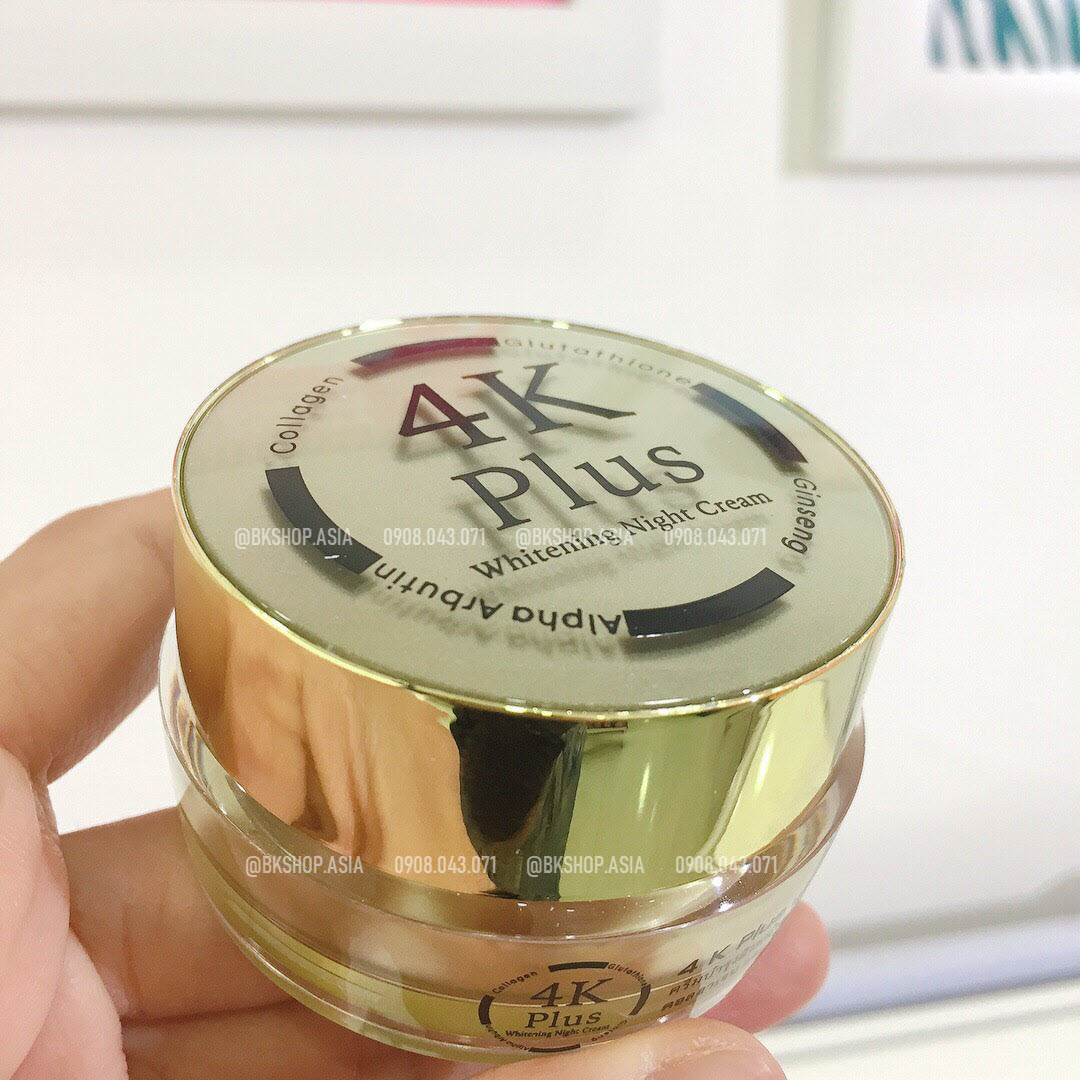 Collagen
Glutathione
Ginseng
Alpha Arbutin
4K
Plus
Whitening Night Cream
@BKSHOP.ASIA 0908.043.071 @BKSHOP.ASIA 0908.043.071
@BKSHOP.ASIA 0908.043.071 @BKSHOP.ASIA 0908.043.071
Collagen
Glutathione
4K
Plus
Whitening Night Cream
4 K Plus